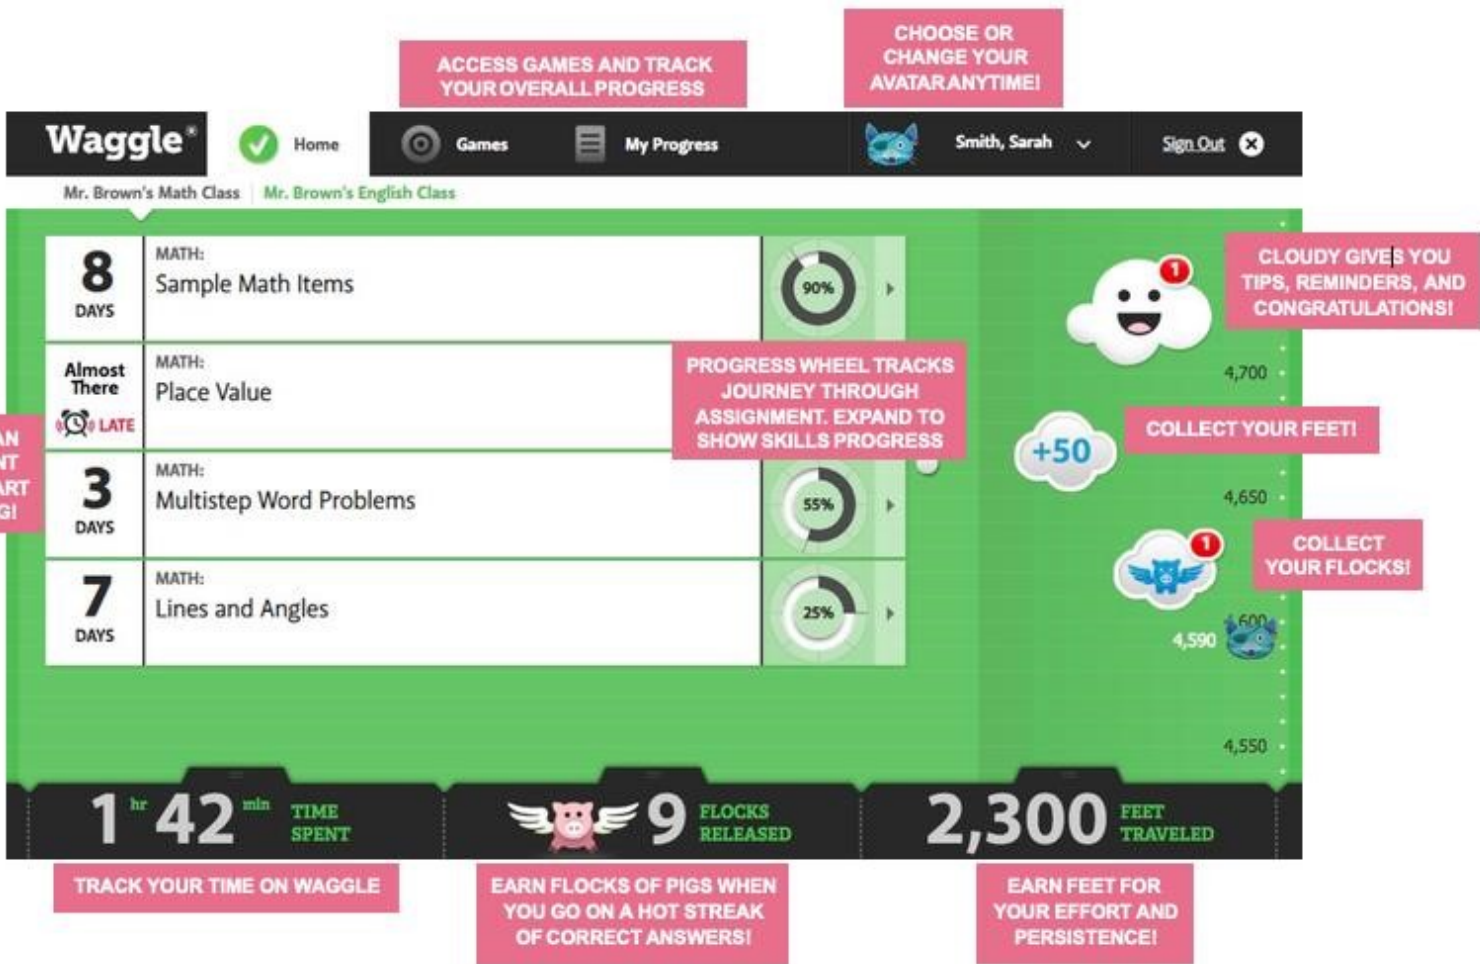 ACCESS GAMES AND TRACK
YOUR OVERALL PROGRESS
CHOOSE OR
CHANGE YOUR
AVATAR ANYTIME!
Waggle®
Home
Games
My Progress
Smith, Sarah
Sign Out
Mr. Brown's Math Class
Mr. Brown's English Class
8
DAYS
MATH:
Sample Math Items
90%
Almost
There
LATE
MATH:
Place Value
PROGRESS WHEEL TRACKS
JOURNEY THROUGH
ASSIGNMENT. EXPAND TO
SHOW SKILLS PROGRESS
3
DAYS
MATH:
Multistep Word Problems
55%
7
DAYS
MATH:
Lines and Angles
25%
1
CLOUDY GIVES YOU
TIPS, REMINDERS, AND
CONGRATULATIONS!
4,700
+50
COLLECT YOUR FEET!
4,650
1
COLLECT
YOUR FLOCKS!
4,600
4,590
4,550
1 hr 42 min TIME
SPENT
9 FLOCKS
RELEASED
2,300 FEET
TRAVELED
TRACK YOUR TIME ON WAGGLE
EARN FLOCKS OF PIGS WHEN
YOU GO ON A HOT STREAK
OF CORRECT ANSWERS!
EARN FEET FOR
YOUR EFFORT AND
PERSISTENCE!